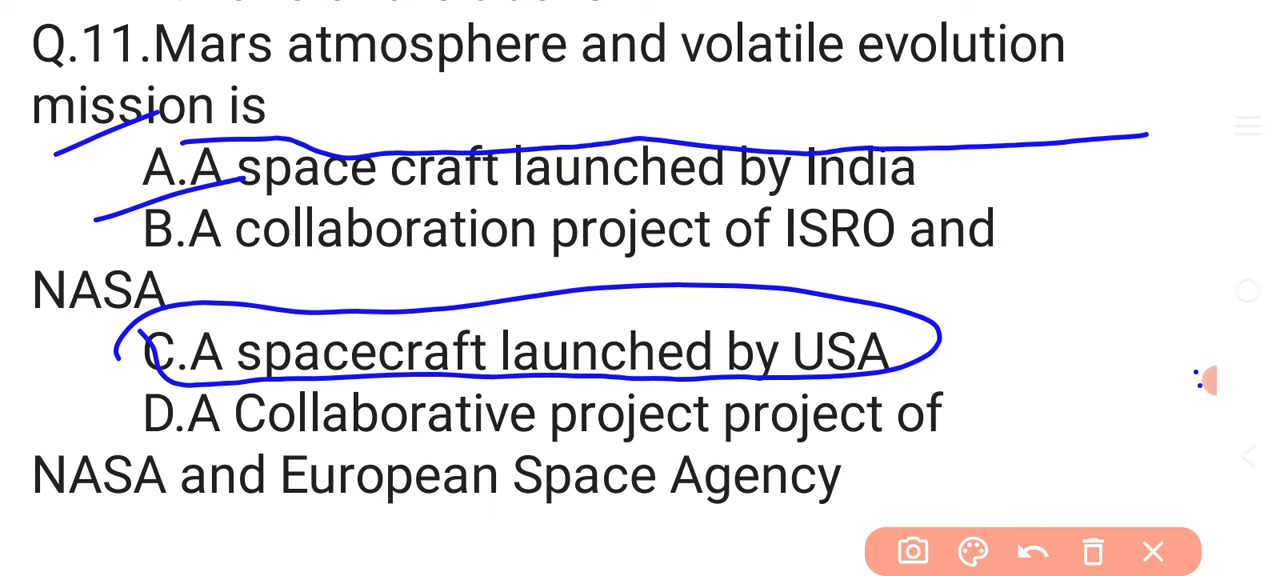 Q.11.Mars atmosphere and volatile evolution
mission is
A.A space craft launched by India
B.A collaboration project of ISRO and
NASA
C.A spacecraft launched by USA
D.A Collaborative project project of
NASA and European Space Agency